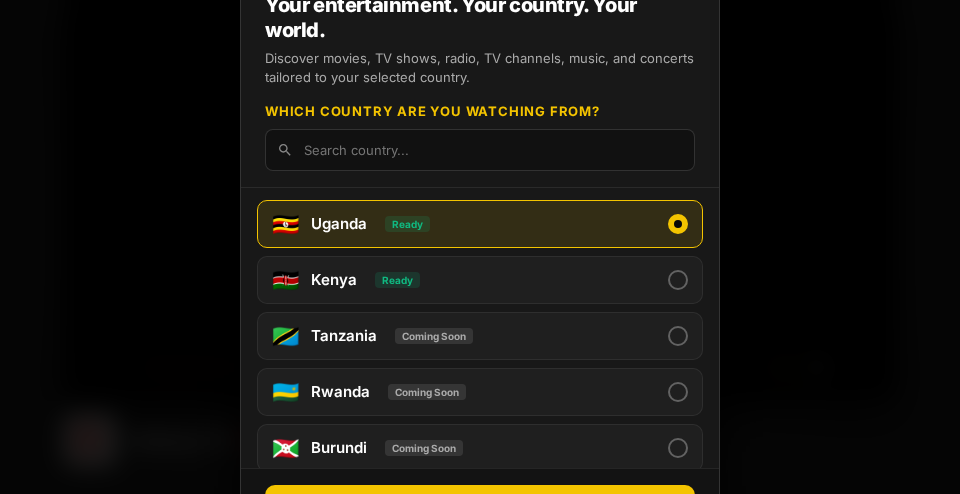 Your entertainment. Your country. Your
world.
Discover movies, TV shows, radio, TV channels, music, and concerts
tailored to your selected country.
WHICH COUNTRY ARE YOU WATCHING FROM?
Search country...
Uganda Ready
Kenya Ready
Tanzania Coming Soon
Rwanda Coming Soon
Burundi Coming Soon